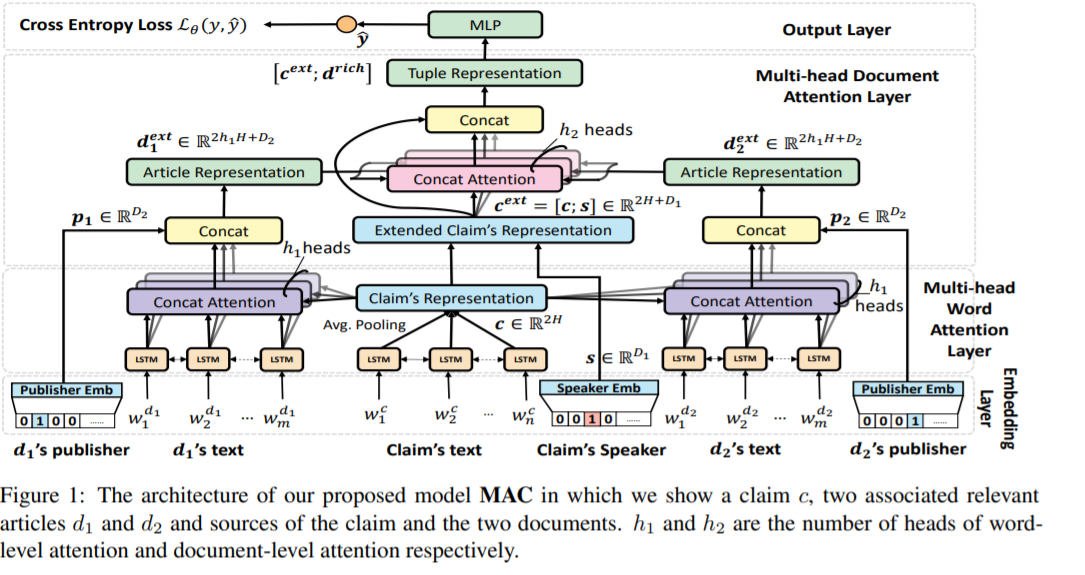 Cross Entropy Loss ℒ_θ(y, ŷ)
ŷ
MLP
Output Layer
[c^ext; d^rich]
Tuple Representation
Multi-head Document
Attention Layer
Concat
h₂ heads
d₁^ext ∈ ℝ^{2h₁H+D₂}
d₂^ext ∈ ℝ^{2h₁H+D₂}
Article Representation
Concat Attention
Article Representation
c^ext = [c; s] ∈ ℝ^{2H+D₁}
p₁ ∈ ℝ^{D₂}
Concat
Extended Claim's Representation
Concat
p₂ ∈ ℝ^{D₂}
h₁ heads
Concat Attention
Claim's Representation
Concat Attention
h₁
heads
Multi-head
Word
Attention
Layer
Avg. Pooling
c ∈ ℝ^{2H}
LSTM LSTM LSTM
LSTM LSTM LSTM
s ∈ ℝ^{D₁}
LSTM LSTM LSTM
Embedding
Layer
Publisher Emb
0 1 0 0 ......
w₁^{d₁} w₂^{d₁} ... w_m^{d₁}
w₁^c w₂^c ... w_n^c
Speaker Emb
0 0 1 0 ......
w₁^{d₂} w₂^{d₂} ... w_m^{d₂}
Publisher Emb
0 0 0 1 ......
d₁'s publisher
d₁'s text
Claim's text
Claim's Speaker
d₂'s text
d₂'s publisher
Figure 1: The architecture of our proposed model MAC in which we show a claim c, two associated relevant
articles d₁ and d₂ and sources of the claim and the two documents. h₁ and h₂ are the number of heads of word-
level attention and document-level attention respectively.